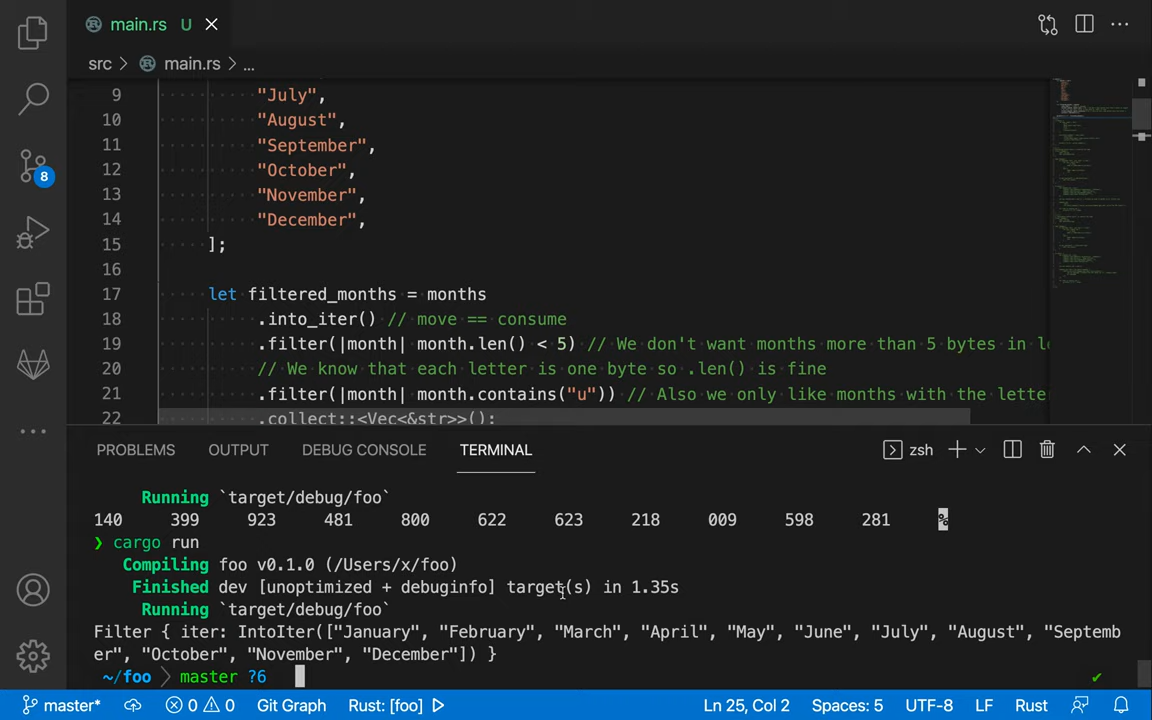 main.rs U
src > main.rs > ...
9 "July",
10 "August",
11 "September",
12 "October",
13 "November",
14 "December",
15 ];
16
17 let filtered_months = months
18 .into_iter() // move == consume
19 .filter(|month| month.len() < 5) // We don't want months more than 5 bytes in le
20 // We know that each letter is one byte so .len() is fine
21 .filter(|month| month.contains("u")) // Also we only like months with the lette
22 .collect::<Vec<&str>>();
8
PROBLEMS OUTPUT DEBUG CONSOLE TERMINAL zsh
Running `target/debug/foo`
140 399 923 481 800 622 623 218 009 598 281 %
❯ cargo run
Compiling foo v0.1.0 (/Users/x/foo)
Finished dev [unoptimized + debuginfo] target(s) in 1.35s
Running `target/debug/foo`
Filter { iter: IntoIter(["January", "February", "March", "April", "May", "June", "July", "August", "Septemb
er", "October", "November", "December"]) }
~/foo master ?6
master* 0 0 Git Graph Rust: [foo] Ln 25, Col 2 Spaces: 5 UTF-8 LF Rust